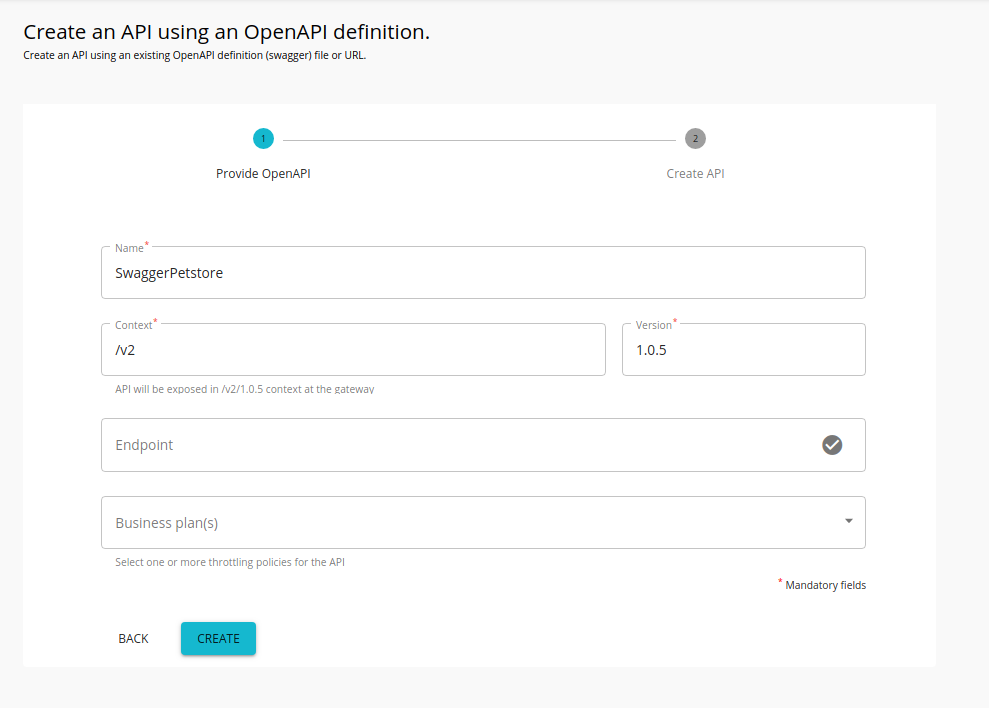 Create an API using an OpenAPI definition.
Create an API using an existing OpenAPI definition (swagger) file or URL.
1
2
Provide OpenAPI
Create API
Name*
SwaggerPetstore
Context*
Version*
/v2
1.0.5
API will be exposed in /v2/1.0.5 context at the gateway
Endpoint
Business plan(s)
Select one or more throttling policies for the API
* Mandatory fields
BACK
CREATE